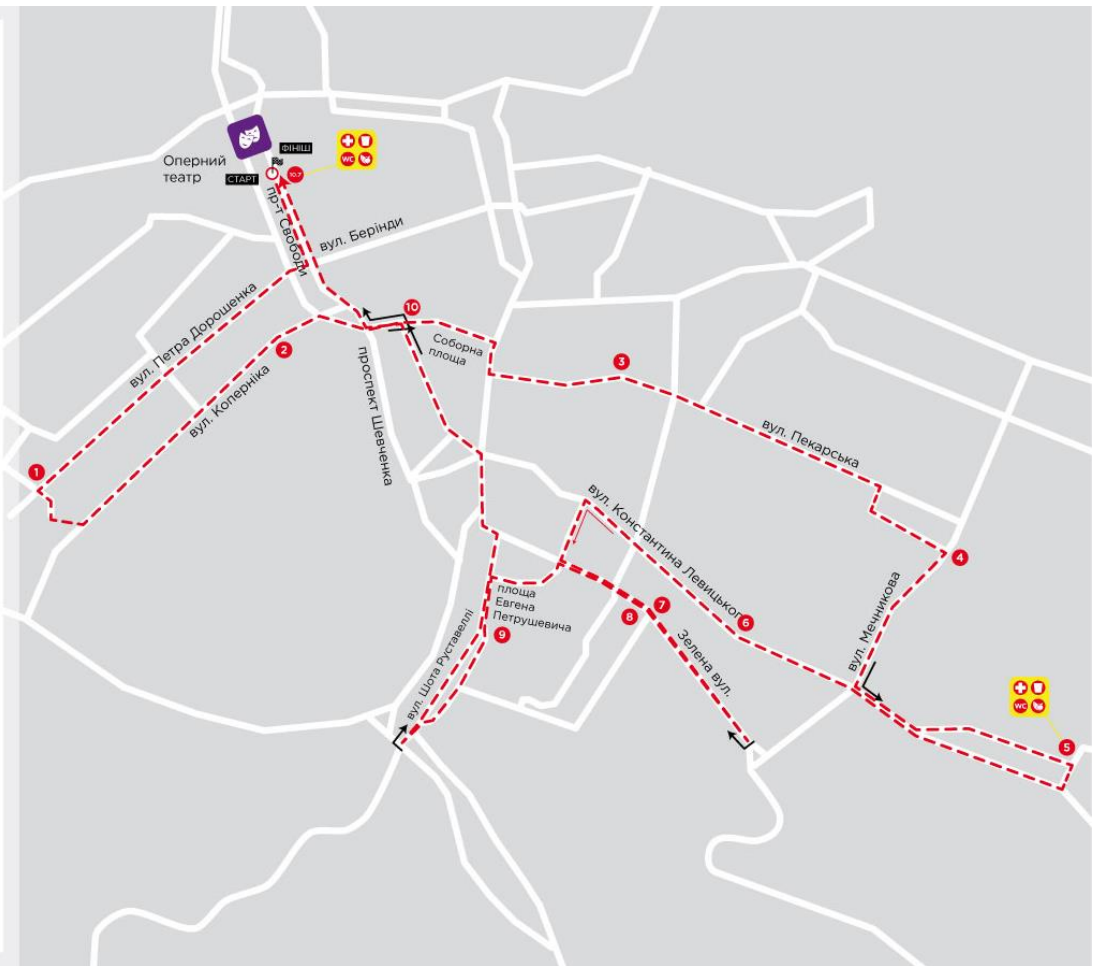 Оперний
театр
СТАРТ
ФІНІШ
10.7
WC
пр-т Свободи
вул. Берінди
вул. Петра Дорошенка
вул. Коперніка
1
2
10
Соборна
площа
проспект Шевченка
3
вул. Пекарська
4
вул. Мечникова
вул. Константина Левицького
6
7
8
Зелена вул.
площа
Евгена
Петрушевича
9
вул. Шота Руставеллі
WC
5